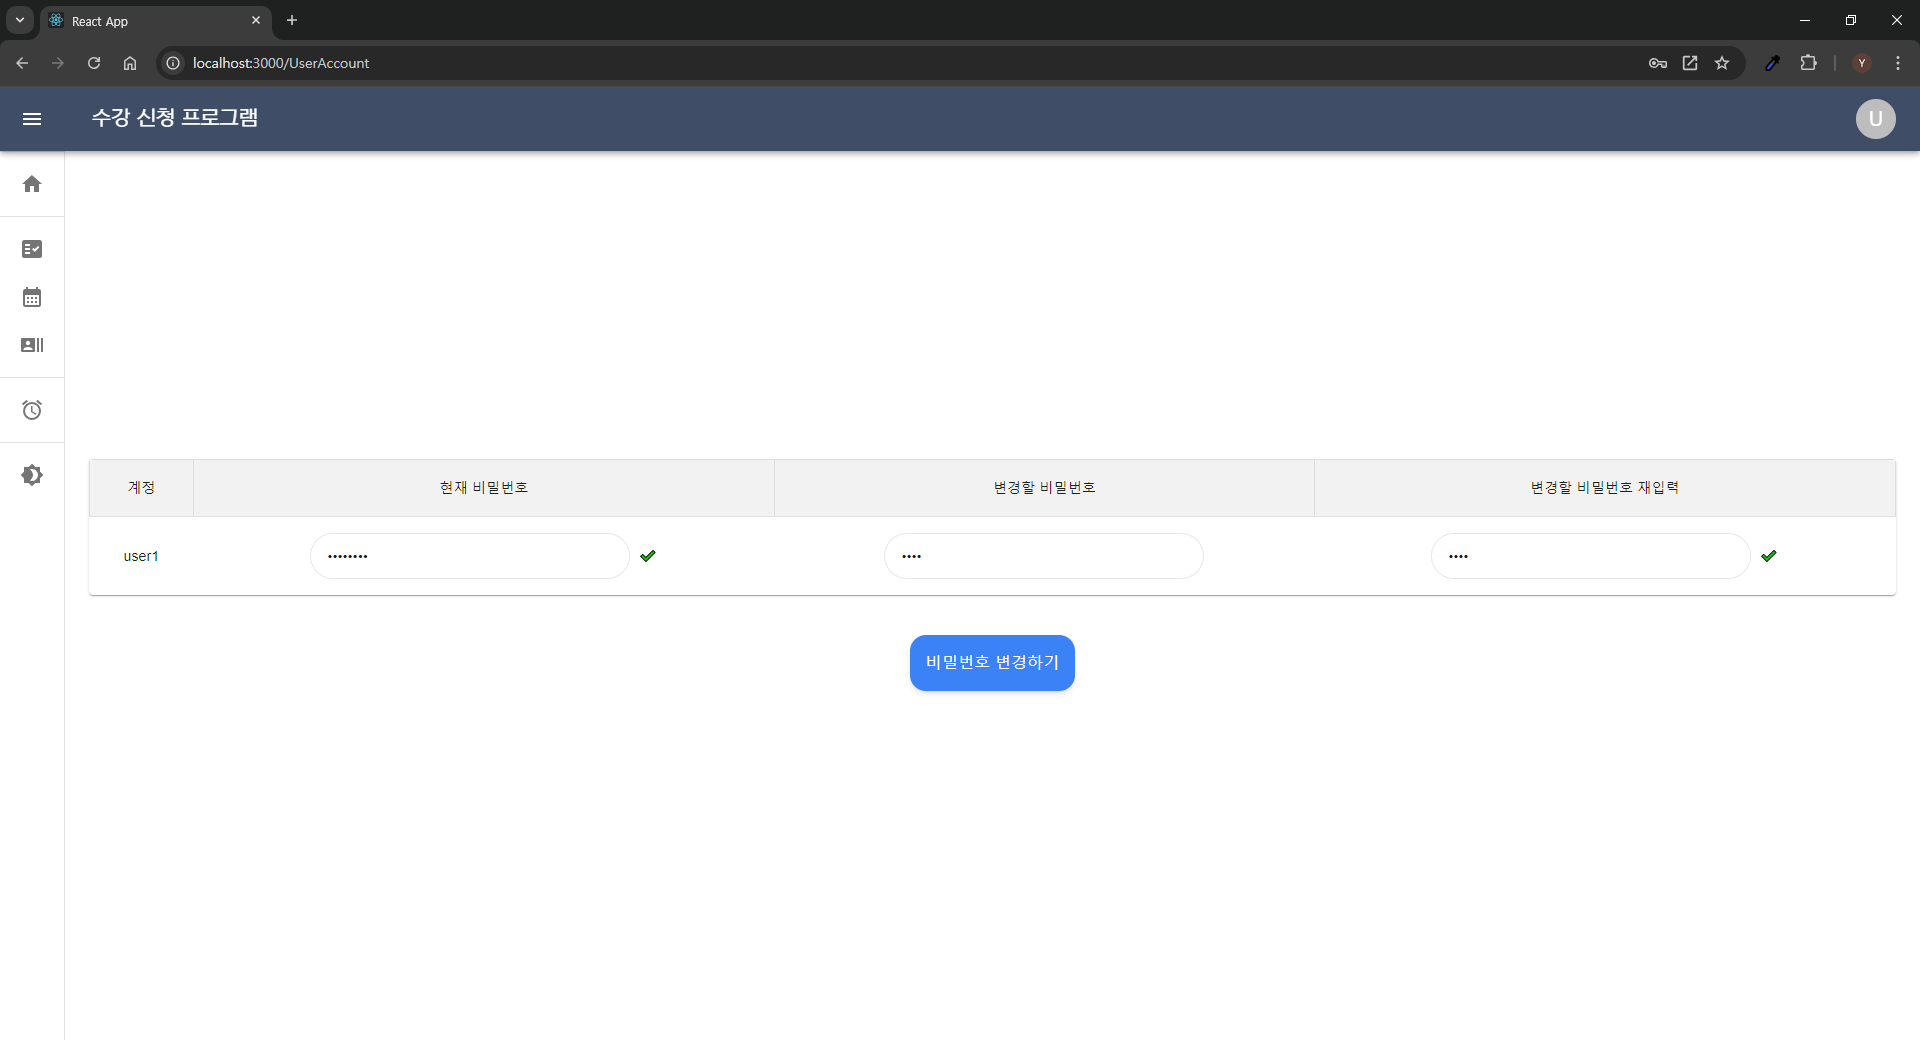 React App
localhost:3000/UserAccount
Y
수강 신청 프로그램
U
계정 현재 비밀번호 변경할 비밀번호 변경할 비밀번호 재입력
user1 •••••••• •••• ••••
비밀번호 변경하기